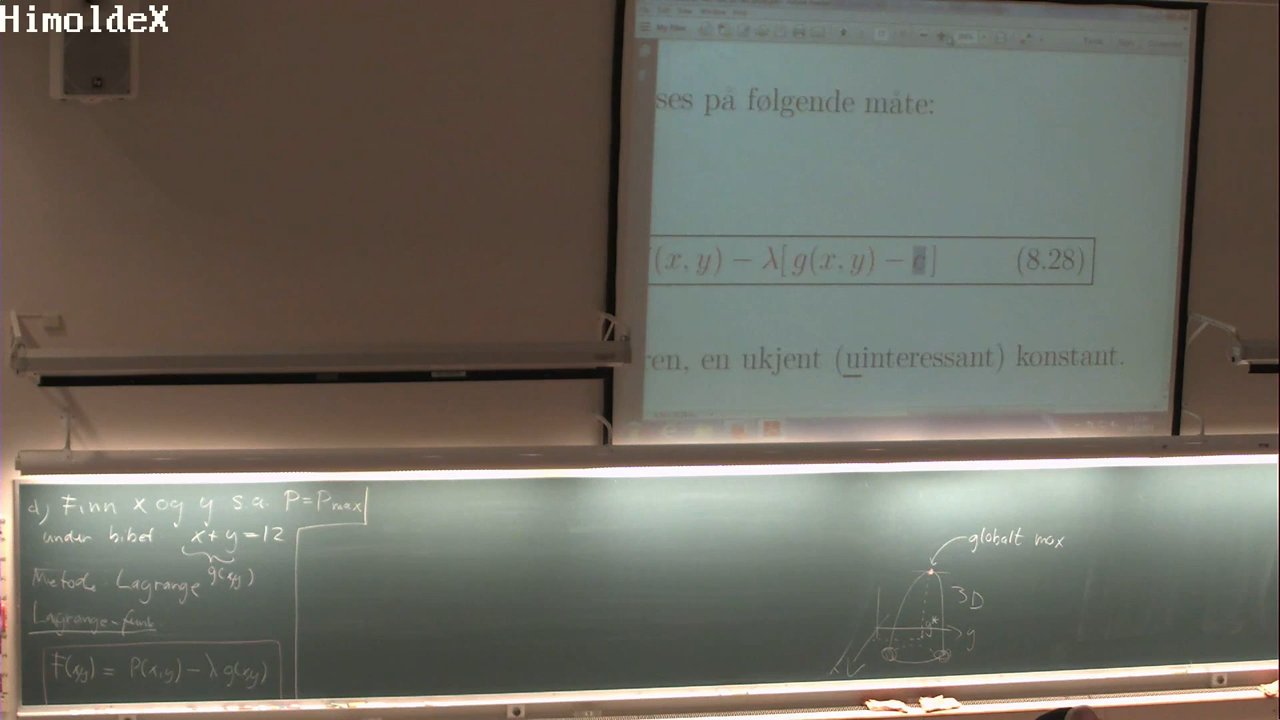 HimoldeX
ses på følgende måte:
(x, y) − λ[ g(x, y) − c ] (8.28)
ren, en ukjent (uinteressant) konstant.
d) Finn x og y s.a. P=Pmax
under bibet x+y=12
g(x,y)
Metode Lagrange
Lagrange-funk
F(x,y) = P(x,y) − λ g(x,y)
globalt max
3D
y